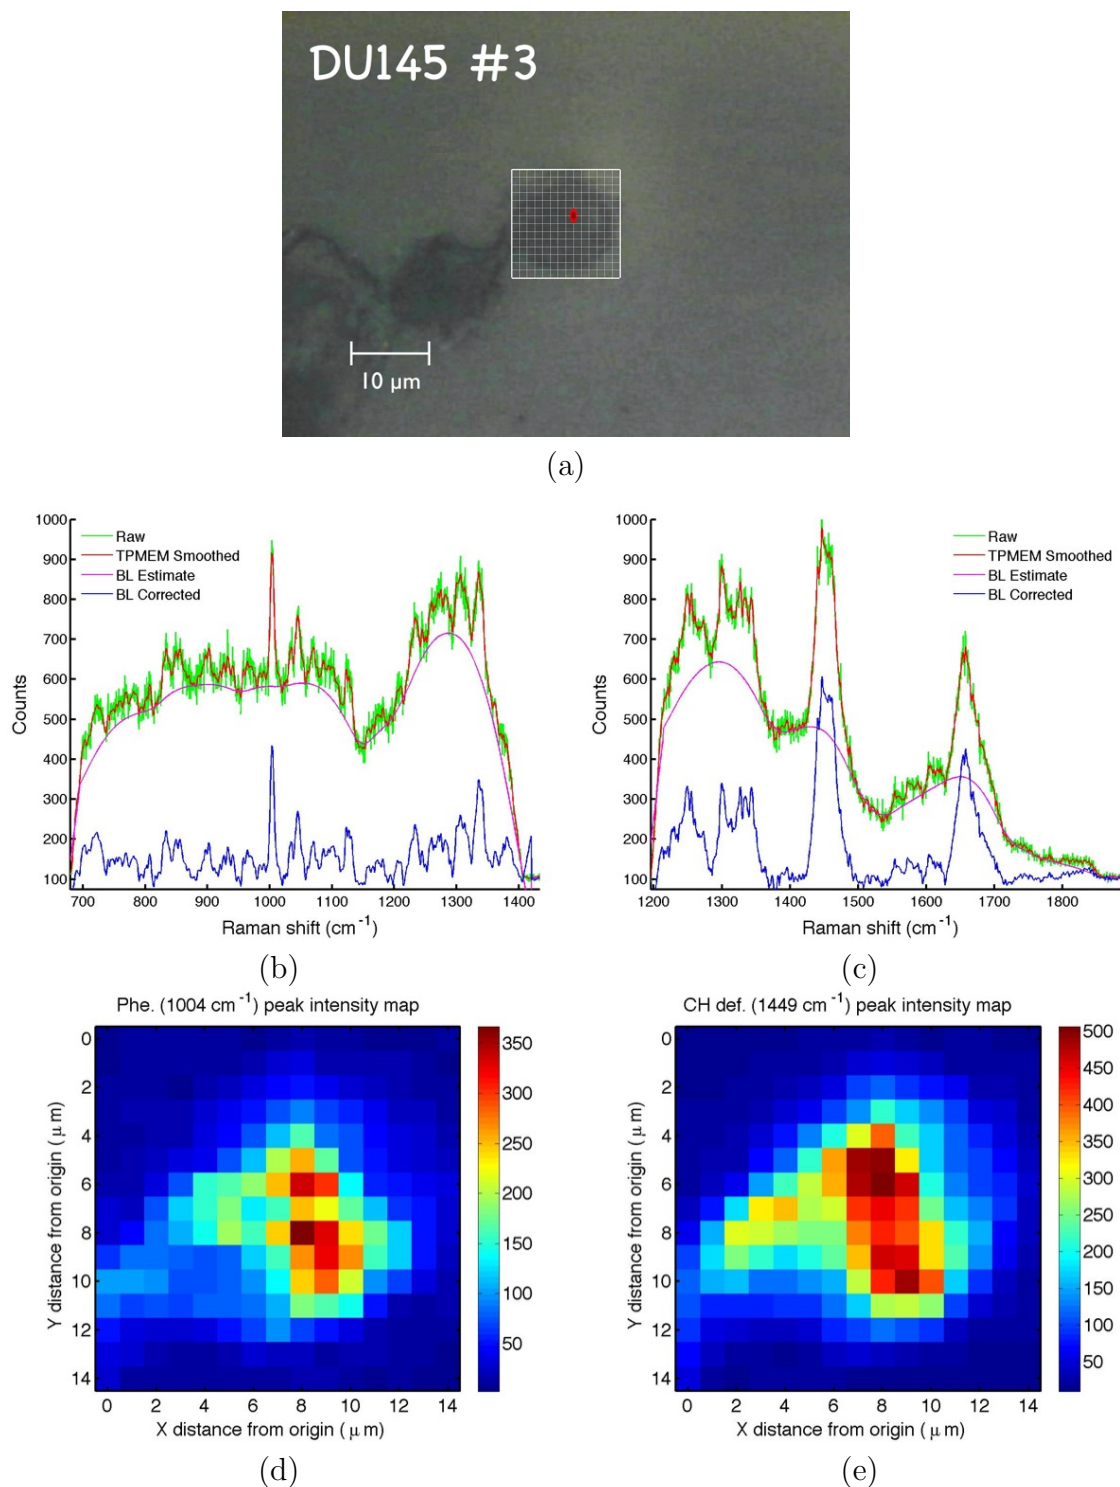 DU145 #3
10 µm
(a)
1000
900
800
700
600
500
400
300
200
100
Counts
Raw
TPMEM Smoothed
BL Estimate
BL Corrected
700 800 900 1000 1100 1200 1300 1400
Raman shift (cm⁻¹)
(b)
1000
900
800
700
600
500
400
300
200
100
Counts
Raw
TPMEM Smoothed
BL Estimate
BL Corrected
1200 1300 1400 1500 1600 1700 1800
Raman shift (cm⁻¹)
(c)
Phe. (1004 cm⁻¹) peak intensity map
0
2
4
6
8
10
12
14
Y distance from origin ( µ m)
0 2 4 6 8 10 12 14
X distance from origin ( µ m)
350
300
250
200
150
100
50
(d)
CH def. (1449 cm⁻¹) peak intensity map
0
2
4
6
8
10
12
14
Y distance from origin ( µ m)
0 2 4 6 8 10 12 14
X distance from origin ( µ m)
500
450
400
350
300
250
200
150
100
50
(e)